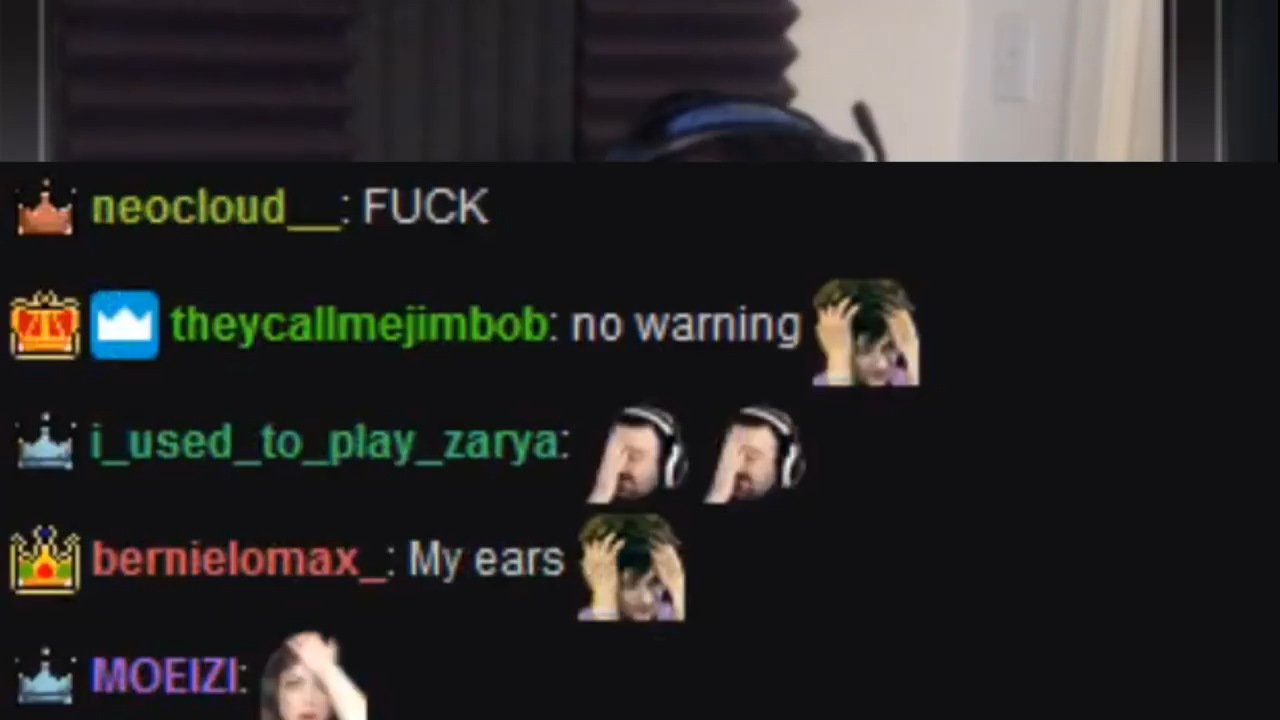 neocloud__: FUCK
theycallmejimbob: no warning
i_used_to_play_zarya:
bernielomax_: My ears
MOEIZI: